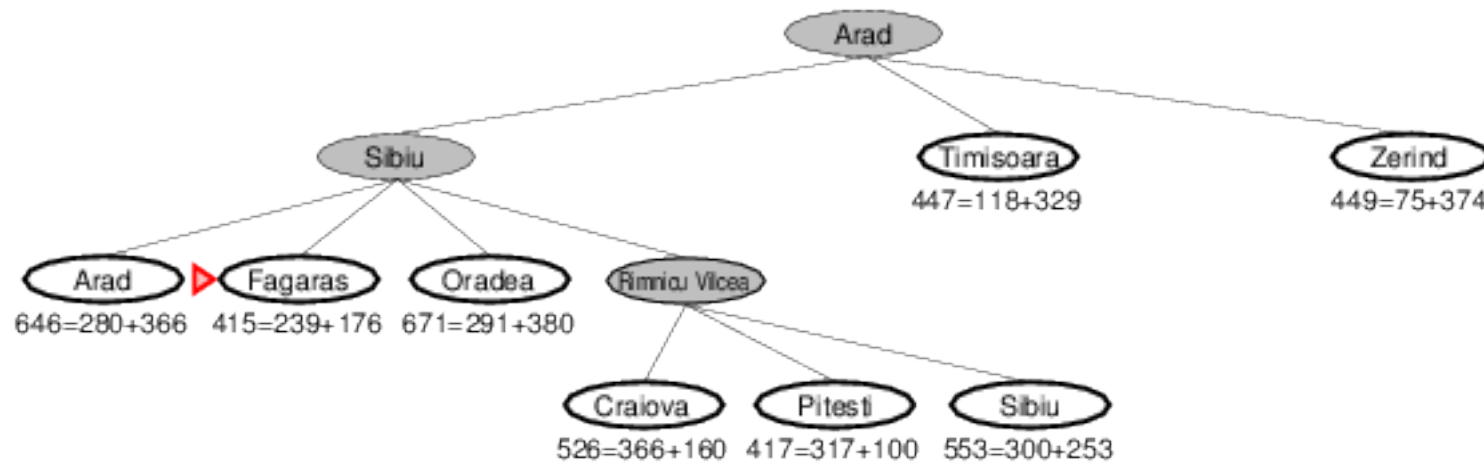 Arad
Sibiu
Timisoara
Zerind
447=118+329
449=75+374
Arad
Fagaras
Oradea
Rimnicu Vilcea
646=280+366
415=239+176
671=291+380
Craiova
Pitesti
Sibiu
526=366+160
417=317+100
553=300+253